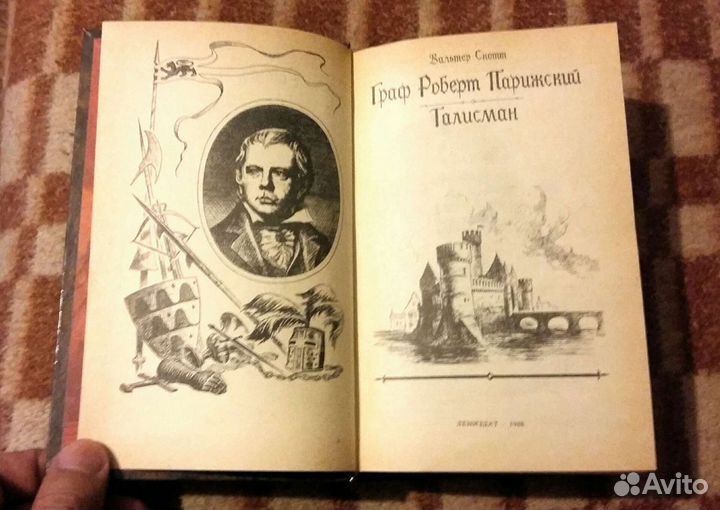 Вальтер Скотт
Граф Роберт Парижский
Талисман
ЛЕНИЗДАТ · 1988
Avito